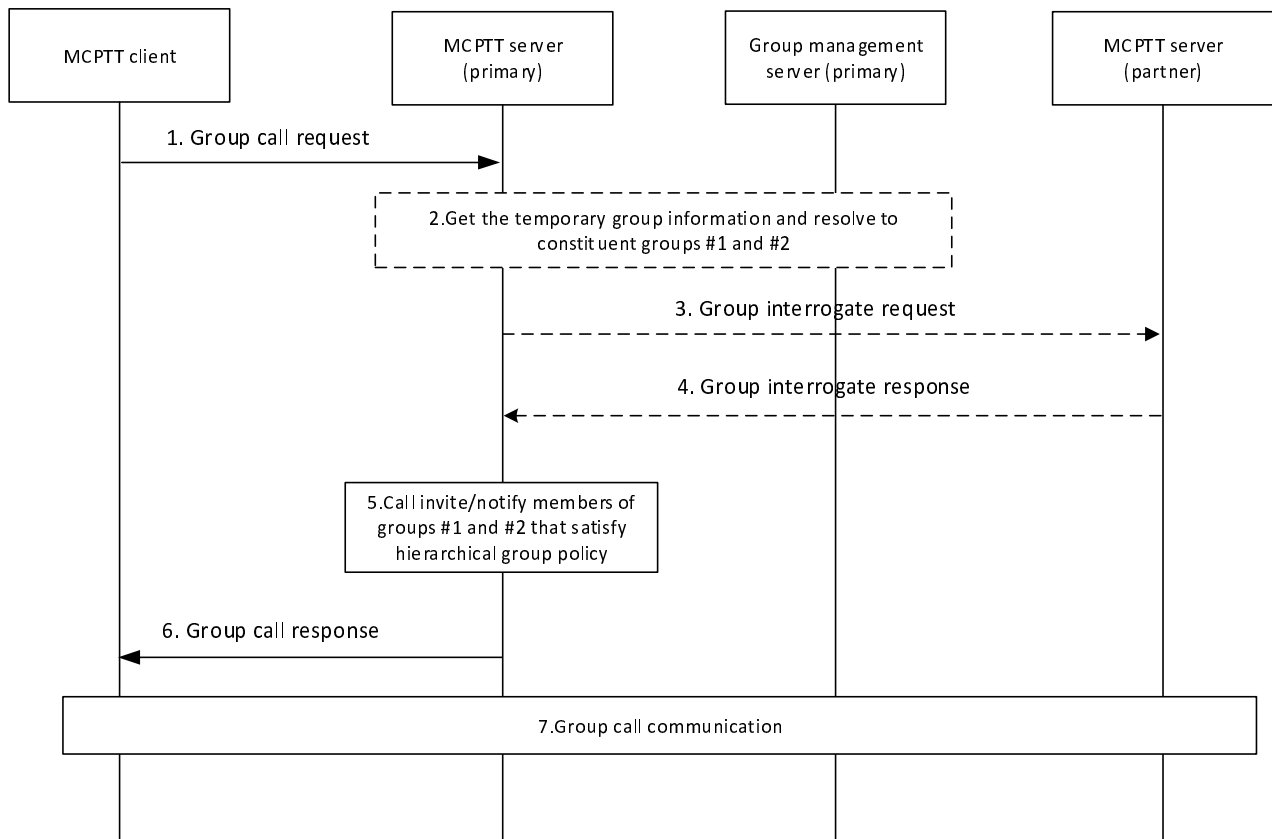 MCPTT client
MCPTT server
(primary)
Group management
server (primary)
MCPTT server
(partner)
1. Group call request
2.Get the temporary group information and resolve to
constituent groups #1 and #2
3. Group interrogate request
4. Group interrogate response
5.Call invite/notify members of
groups #1 and #2 that satisfy
hierarchical group policy
6. Group call response
7.Group call communication